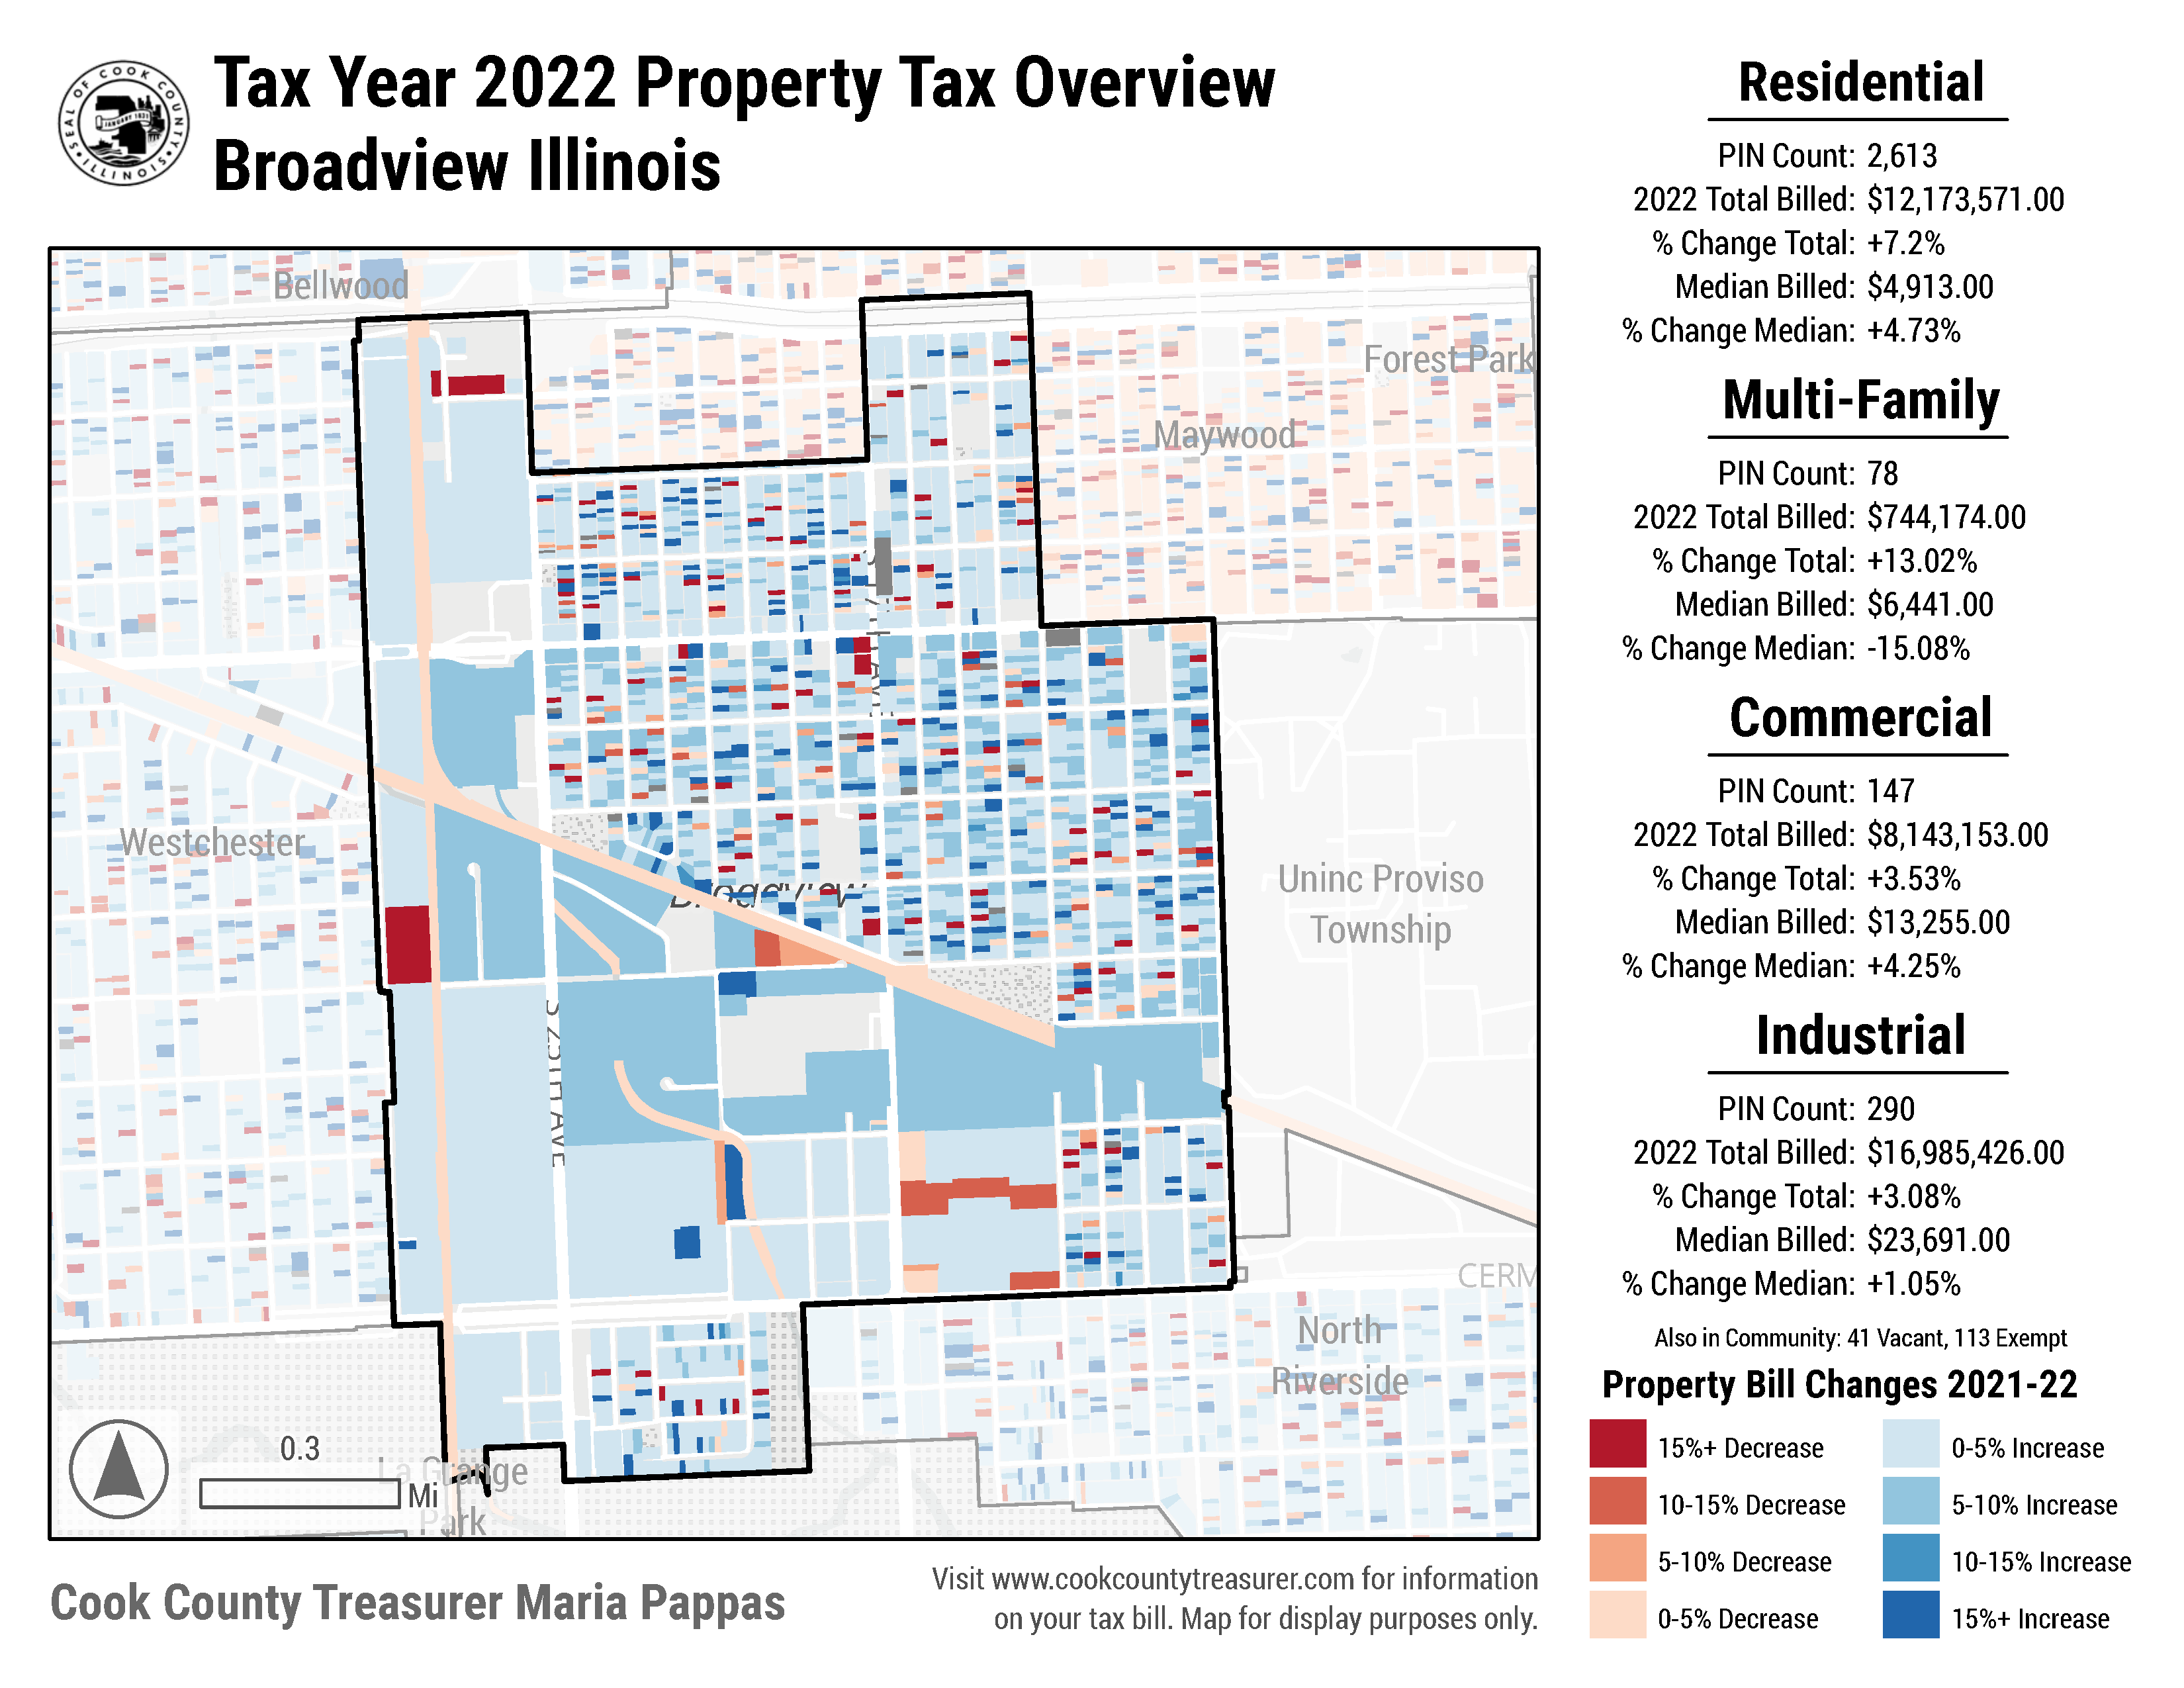 SEAL OF COOK COUNTY
ILLINOIS
JANUARY 1831
Tax Year 2022 Property Tax Overview
Broadview Illinois
Bellwood
Forest Park
Maywood
Westchester
Broadview
Uninc Proviso
Township
S 25TH AVE
CERM
North
Riverside
La Grange
Park
0.3
Mi
Cook County Treasurer Maria Pappas
Visit www.cookcountytreasurer.com for information
on your tax bill. Map for display purposes only.
Residential
PIN Count: 2,613
2022 Total Billed: $12,173,571.00
% Change Total: +7.2%
Median Billed: $4,913.00
% Change Median: +4.73%
Multi-Family
PIN Count: 78
2022 Total Billed: $744,174.00
% Change Total: +13.02%
Median Billed: $6,441.00
% Change Median: -15.08%
Commercial
PIN Count: 147
2022 Total Billed: $8,143,153.00
% Change Total: +3.53%
Median Billed: $13,255.00
% Change Median: +4.25%
Industrial
PIN Count: 290
2022 Total Billed: $16,985,426.00
% Change Total: +3.08%
Median Billed: $23,691.00
% Change Median: +1.05%
Also in Community: 41 Vacant, 113 Exempt
Property Bill Changes 2021-22
15%+ Decrease
10-15% Decrease
5-10% Decrease
0-5% Decrease
0-5% Increase
5-10% Increase
10-15% Increase
15%+ Increase